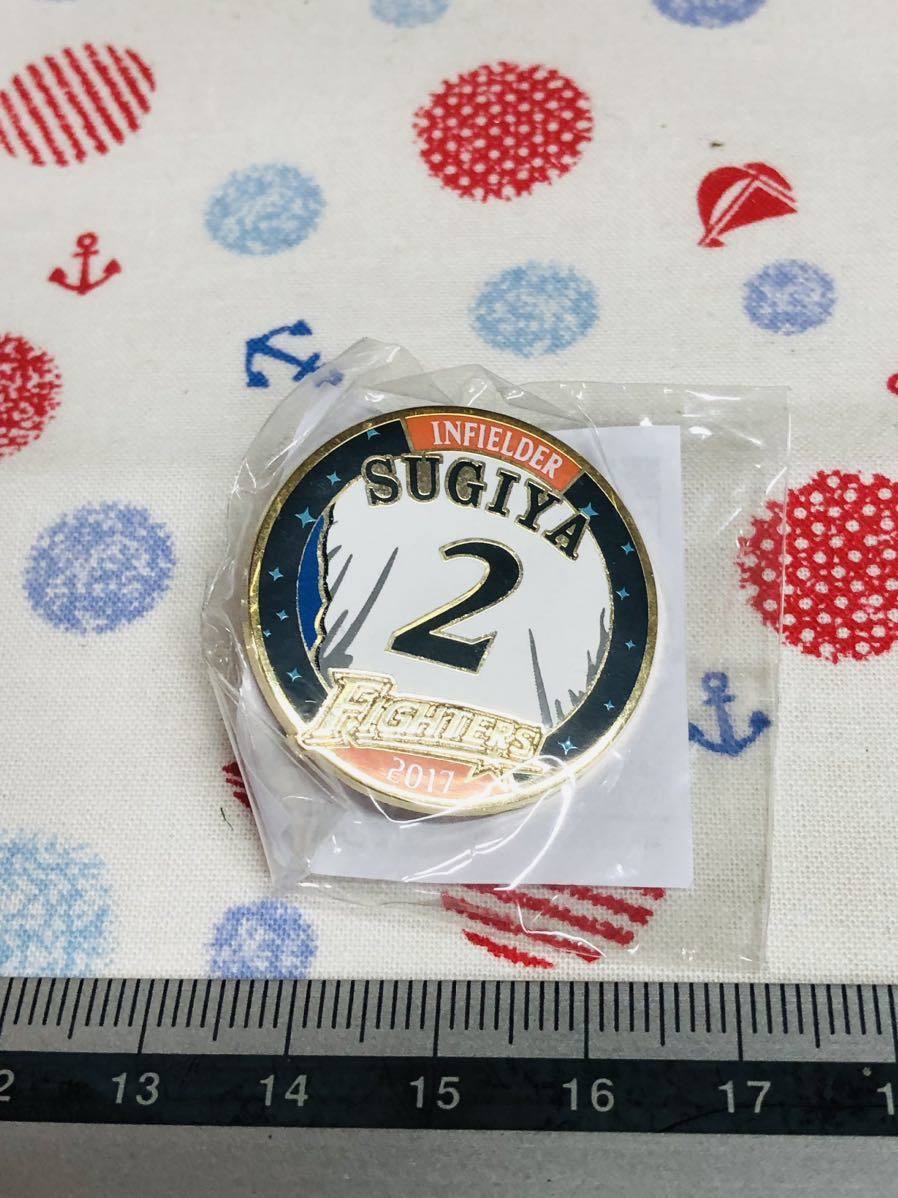 INFIELDER
SUGIYA
2
FIGHTERS
2017
13 14 15 16 17